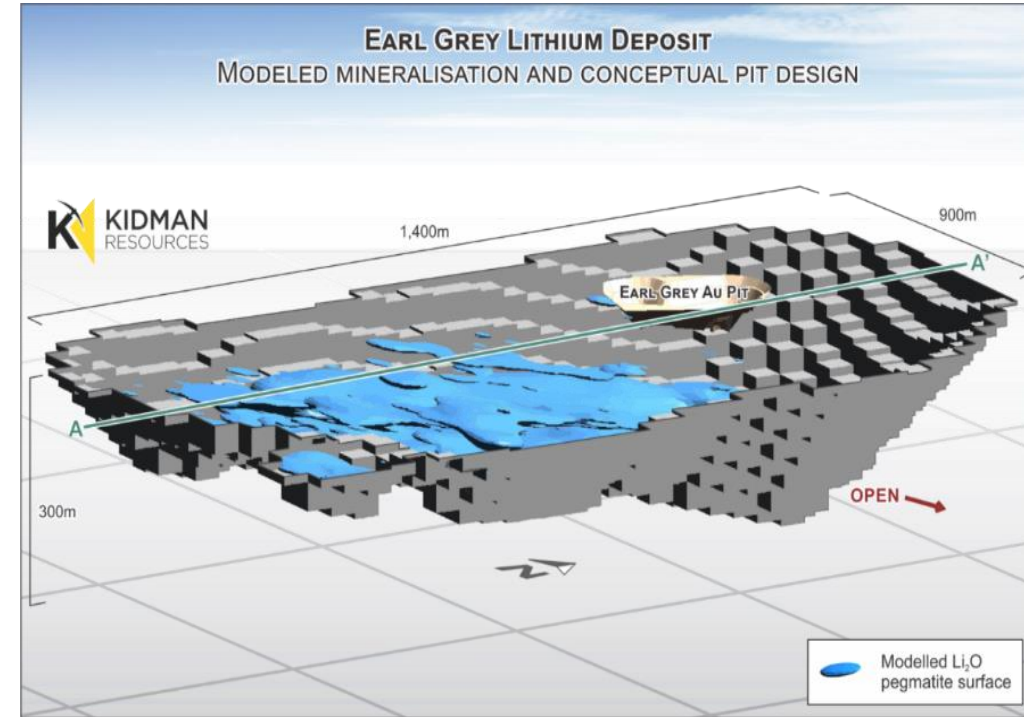 EARL GREY LITHIUM DEPOSIT
MODELED MINERALISATION AND CONCEPTUAL PIT DESIGN
KIDMAN
RESOURCES
1,400m
900m
A'
EARL GREY AU PIT
A
300m
OPEN
N
Modelled Li₂O
pegmatite surface